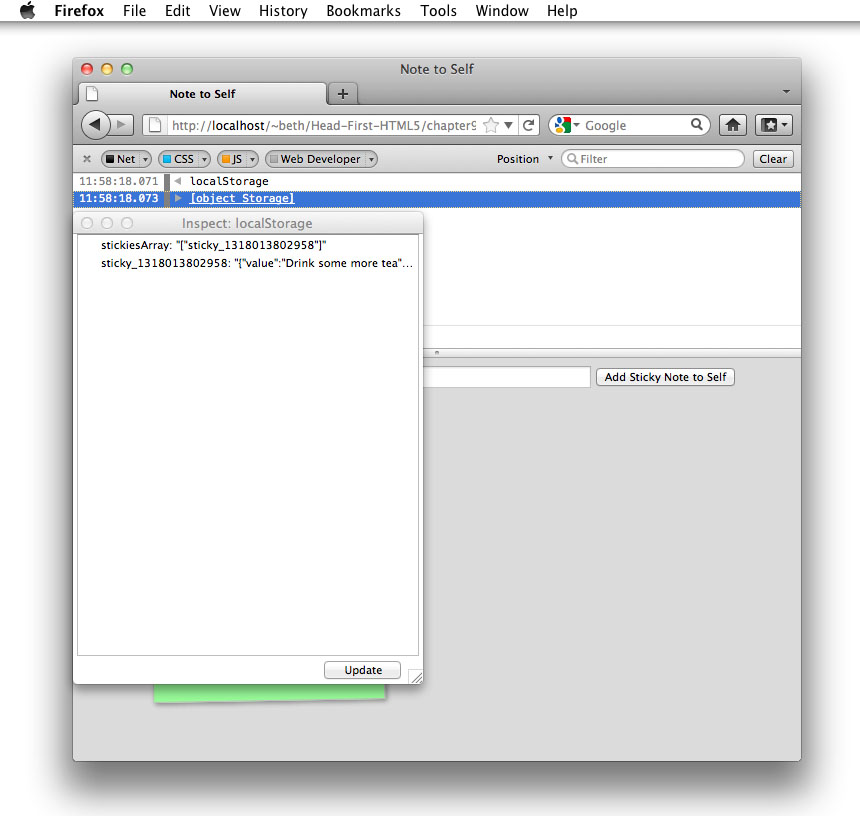 Firefox File Edit View History Bookmarks Tools Window Help
Note to Self
Note to Self
http://localhost/~beth/Head-First-HTML5/chapter9 Google
Net CSS JS Web Developer Position Filter Clear
11:58:18.071 localStorage
11:58:18.073 [object Storage]
Inspect: localStorage
stickiesArray: "["sticky_1318013802958"]"
sticky_1318013802958: "{"value":"Drink some more tea"...
Add Sticky Note to Self
Update